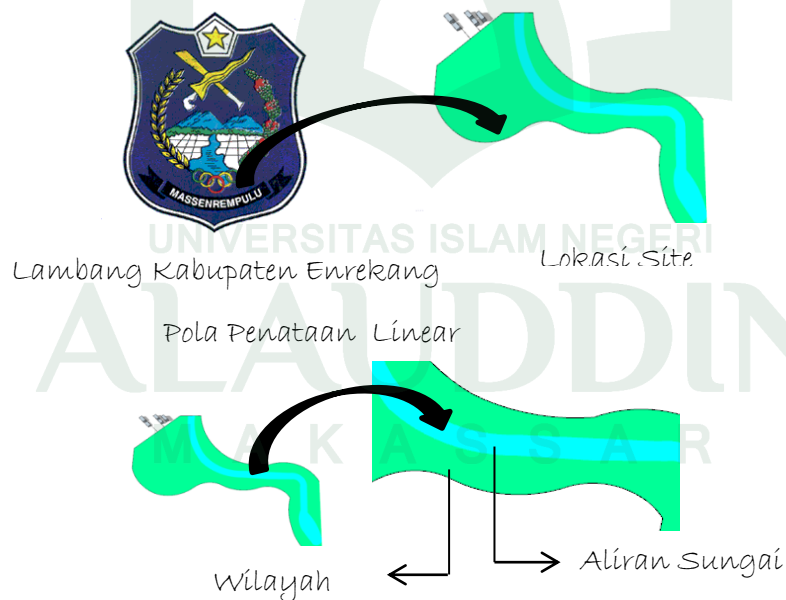 MASSENREMPULU
UNIVERSITAS ISLAM NEGERI
Lokasi Site
Lambang Kabupaten Enrekang
ALAUDDIN
Pola Penataan Linear
MAKASSAR
Aliran Sungai
Wilayah